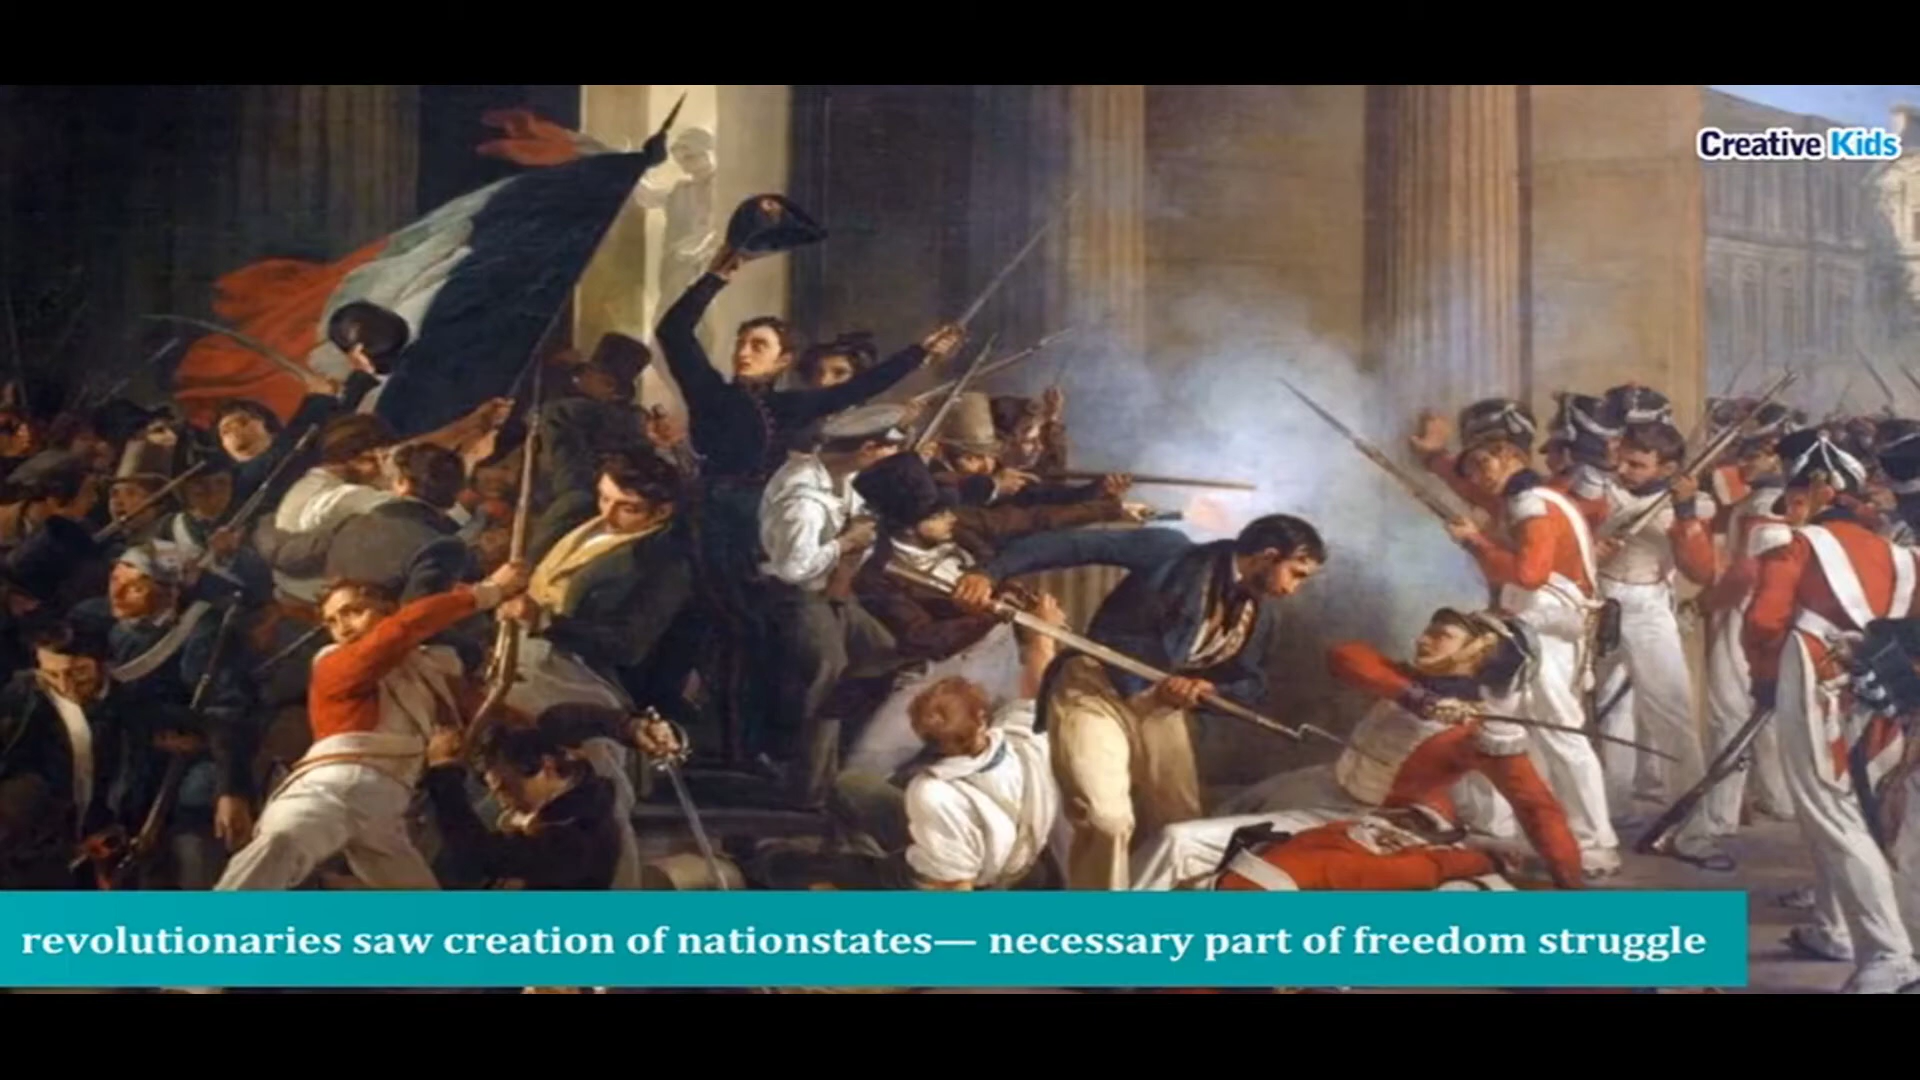 Creative Kids
revolutionaries saw creation of nationstates— necessary part of freedom struggle